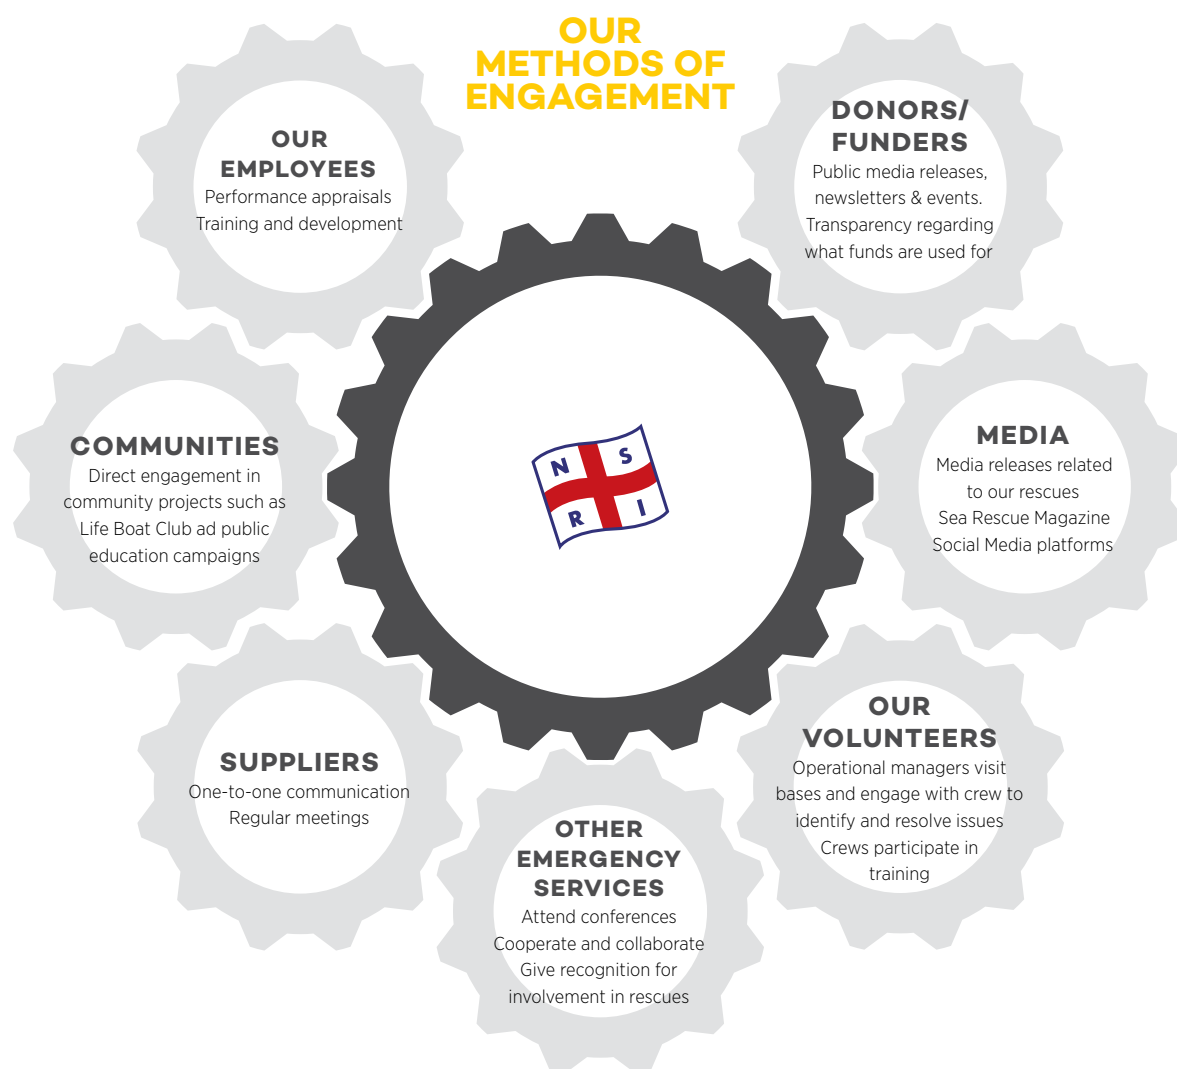 OUR
METHODS OF
ENGAGEMENT
OUR
EMPLOYEES
Performance appraisals
Training and development
DONORS/
FUNDERS
Public media releases,
newsletters & events.
Transparency regarding
what funds are used for
COMMUNITIES
Direct engagement in
community projects such as
Life Boat Club ad public
education campaigns
N S
R I
MEDIA
Media releases related
to our rescues
Sea Rescue Magazine
Social Media platforms
SUPPLIERS
One-to-one communication
Regular meetings
OTHER
EMERGENCY
SERVICES
Attend conferences
Cooperate and collaborate
Give recognition for
involvement in rescues
OUR
VOLUNTEERS
Operational managers visit
bases and engage with crew to
identify and resolve issues
Crews participate in
training